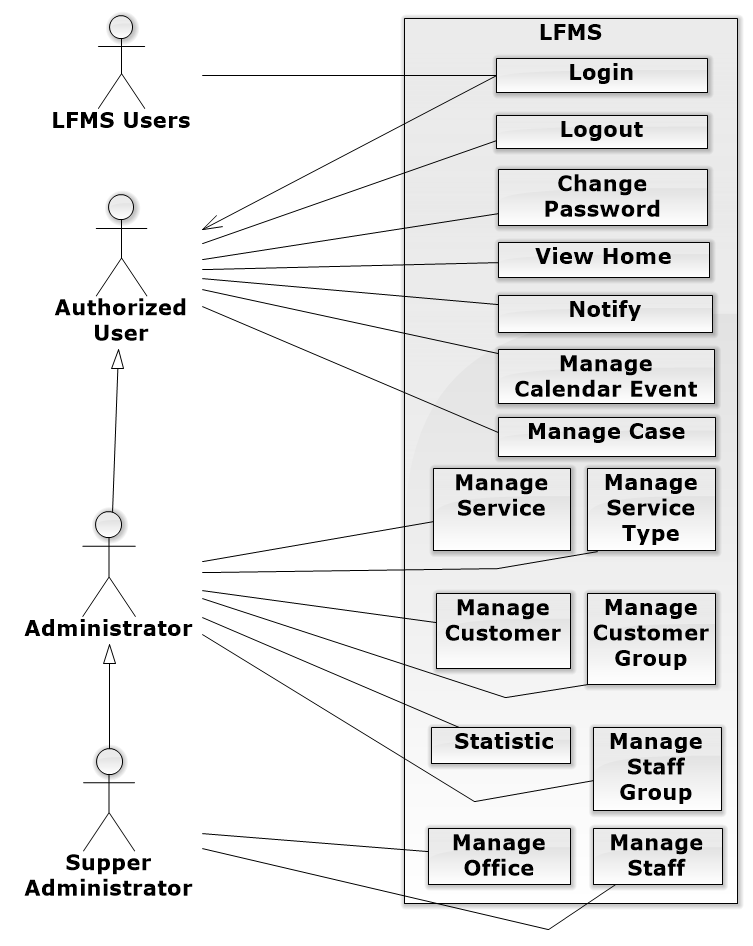 LFMS
Login
LFMS Users
Logout
Change
Password
View Home
Authorized
User
Notify
Manage
Calendar Event
Manage Case
Manage
Service
Manage
Service
Type
Administrator
Manage
Customer
Manage
Customer
Group
Statistic
Manage
Staff
Group
Supper
Administrator
Manage
Office
Manage
Staff